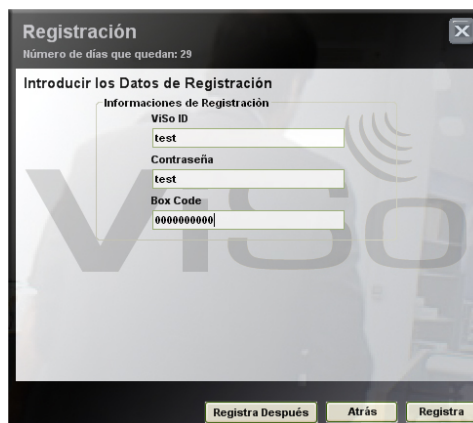 Registración
Número de días que quedan: 29
Introducir los Datos de Registración
Informaciones de Registración
ViSo ID
test
Contraseña
test
Box Code
0000000000
ViSo
Registra Después
Atrás
Registra